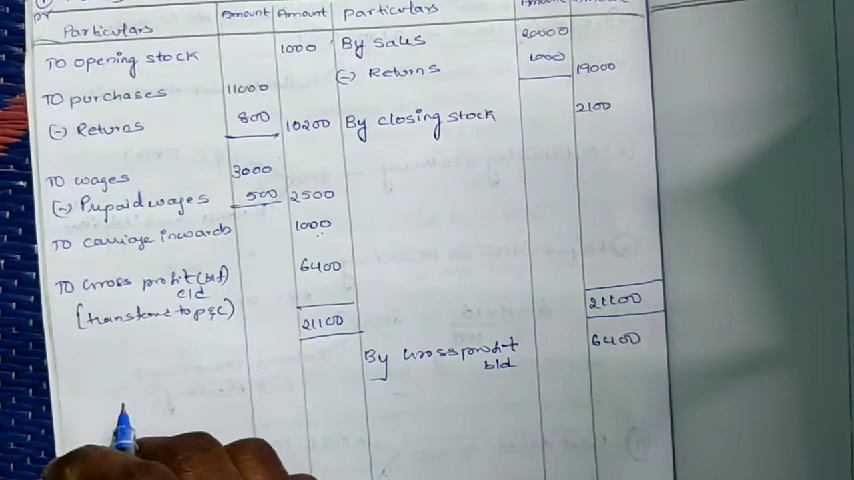 Dr
Particulars Amount Amount Particulars
TO opening stock 1000 By Sales 20000
(-) Returns 1000 19000
TO purchases 11000
(-) Returns 800 10200 By closing stock 2100
TO wages 3000
(-) Prepaid wages 500 2500
TO carriage inwards 1000
TO Gross profit (b/f) 6400
c/d
21100 21100
By Gross profit 6400
b/d